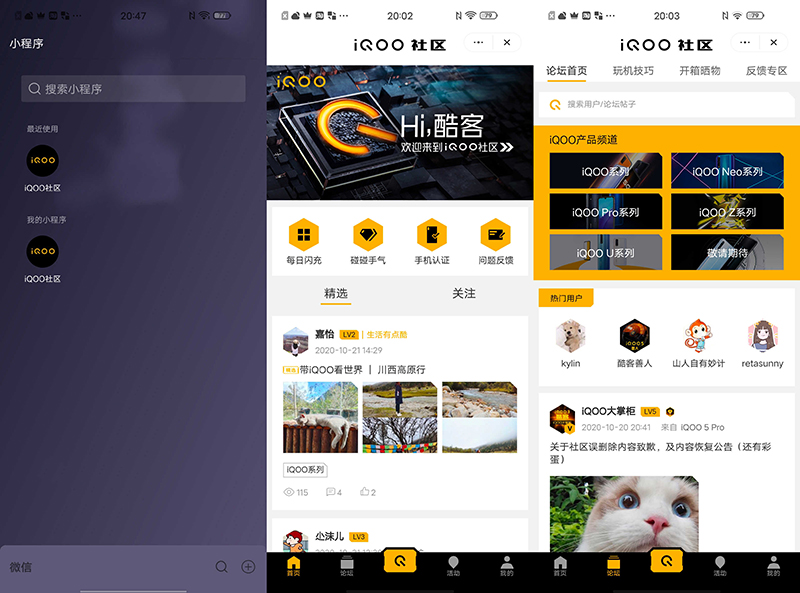 20:47
小程序
搜索小程序
最近使用
iQOO
iQOO社区
我的小程序
iQOO
iQOO社区
微信
20:02
79
iQOO 社区
iQOO
Hi,酷客
欢迎来到iQOO社区
每日闪充
碰碰手气
手机认证
问题反馈
精选
关注
嘉怡 LV2 | 生活有点酷
2020-10-21 14:29
精选 带iQOO看世界 | 川西高原行
iQOO系列
115 4 2
尐沫儿 LV3
首页
论坛
活动
我的
20:03
79
iQOO 社区
论坛首页
玩机技巧
开箱晒物
反馈专区
搜索用户/论坛帖子
iQOO产品频道
iQOO系列
iQOO Neo系列
iQOO Pro系列
iQOO Z系列
iQOO U系列
敬请期待
热门用户
kylin
酷客善人
山人自有妙计
retasunny
iQOO大掌柜 LV5
2020-10-20 20:41 来自 iQOO 5 Pro
关于社区误删除内容致歉，及内容恢复公告（还有彩
蛋）
首页
论坛
活动
我的